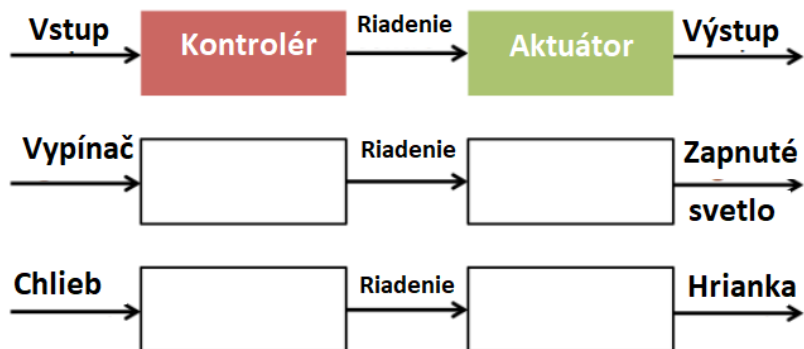 Vstup
Kontrolér
Riadenie
Aktuátor
Výstup
Vypínač
Riadenie
Zapnuté
svetlo
Chlieb
Riadenie
Hrianka